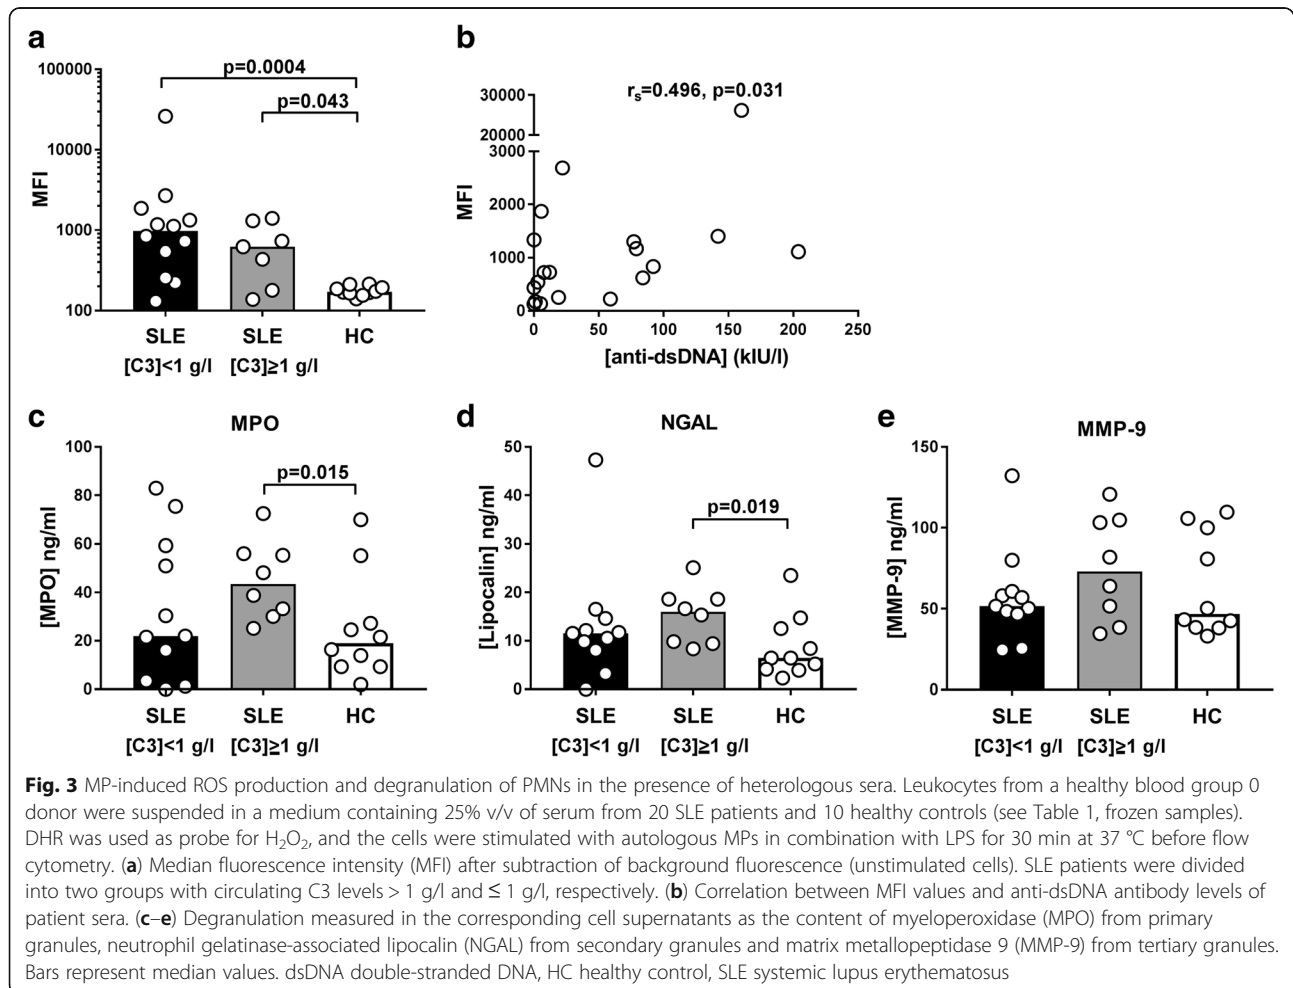 a
p=0.0004
p=0.043
100000
10000
1000
100
MFI
SLE
[C3]<1 g/l
SLE
[C3]≥1 g/l
HC
b
rs=0.496, p=0.031
30000
20000
3000
2000
1000
0
MFI
0
50
100
150
200
250
[anti-dsDNA] (kIU/l)
c
MPO
p=0.015
100
80
60
40
20
0
[MPO] ng/ml
SLE
[C3]<1 g/l
SLE
[C3]≥1 g/l
HC
d
NGAL
p=0.019
50
40
30
20
10
0
[Lipocalin] ng/ml
SLE
[C3]<1 g/l
SLE
[C3]≥1 g/l
HC
e
MMP-9
150
100
50
0
[MMP-9] ng/ml
SLE
[C3]<1 g/l
SLE
[C3]≥1 g/l
HC
Fig. 3 MP-induced ROS production and degranulation of PMNs in the presence of heterologous sera. Leukocytes from a healthy blood group 0
donor were suspended in a medium containing 25% v/v of serum from 20 SLE patients and 10 healthy controls (see Table 1, frozen samples).
DHR was used as probe for H2O2, and the cells were stimulated with autologous MPs in combination with LPS for 30 min at 37 °C before flow
cytometry. (a) Median fluorescence intensity (MFI) after subtraction of background fluorescence (unstimulated cells). SLE patients were divided
into two groups with circulating C3 levels > 1 g/l and ≤ 1 g/l, respectively. (b) Correlation between MFI values and anti-dsDNA antibody levels of
patient sera. (c–e) Degranulation measured in the corresponding cell supernatants as the content of myeloperoxidase (MPO) from primary
granules, neutrophil gelatinase-associated lipocalin (NGAL) from secondary granules and matrix metallopeptidase 9 (MMP-9) from tertiary granules.
Bars represent median values. dsDNA double-stranded DNA, HC healthy control, SLE systemic lupus erythematosus